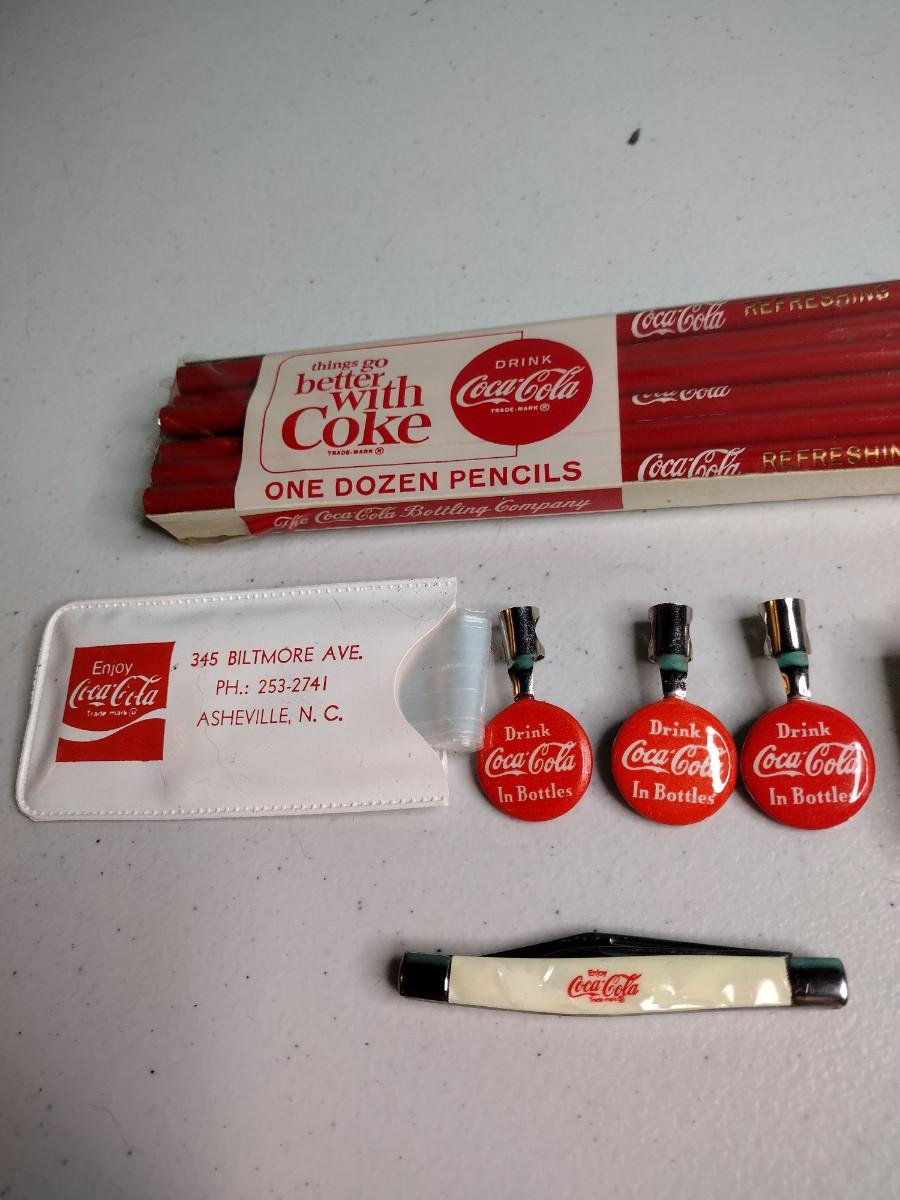 things go
better
with
Coke
TRADE-MARK ®
DRINK
Coca-Cola
TRADE-MARK ®
ONE DOZEN PENCILS
The Coca-Cola Bottling Company
Coca-Cola REFRESHING
Coca-Cola
Coca-Cola REFRESHIN
Enjoy
Coca-Cola
Trade mark ®
345 BILTMORE AVE.
PH.: 253-2741
ASHEVILLE, N. C.
Drink
Coca-Cola
In Bottles
Drink
Coca-Cola
In Bottles
Drink
Coca-Cola
In Bottles
Enjoy
Coca-Cola
Trade-mark ®